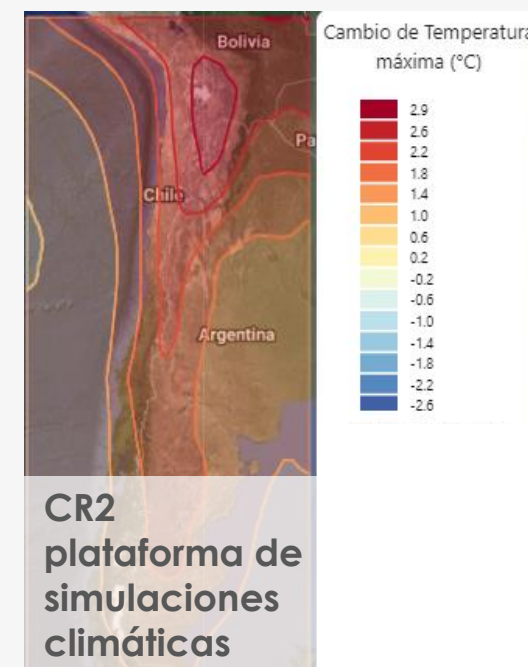 Bolivia
Pa
Chile
Argentina
CR2
plataforma de
simulaciones
climáticas
Cambio de Temperatura
máxima (°C)
2.9
2.6
2.2
1.8
1.4
1.0
0.6
0.2
-0.2
-0.6
-1.0
-1.4
-1.8
-2.2
-2.6